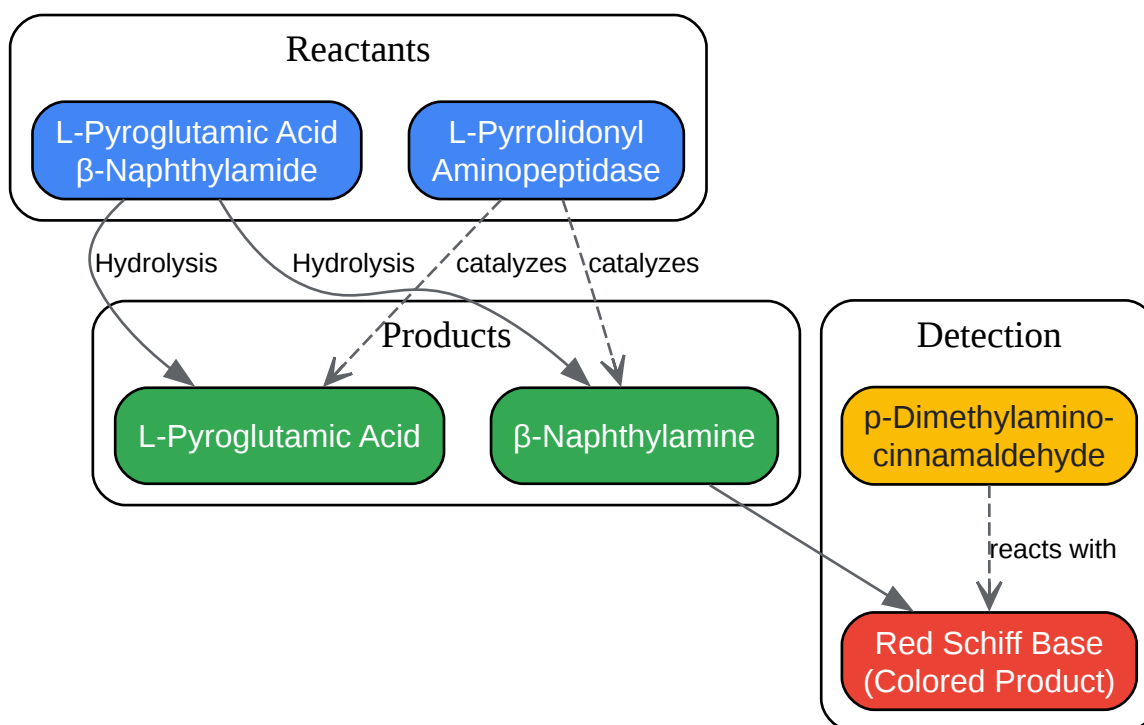 Reactants
L-Pyroglutamic Acid
β-Naphthylamide
L-Pyrrolidonyl
Aminopeptidase
Hydrolysis
Hydrolysis
catalyzes
catalyzes
Products
L-Pyroglutamic Acid
β-Naphthylamine
Detection
p-Dimethylamino-
cinnamaldehyde
reacts with
Red Schiff Base
(Colored Product)